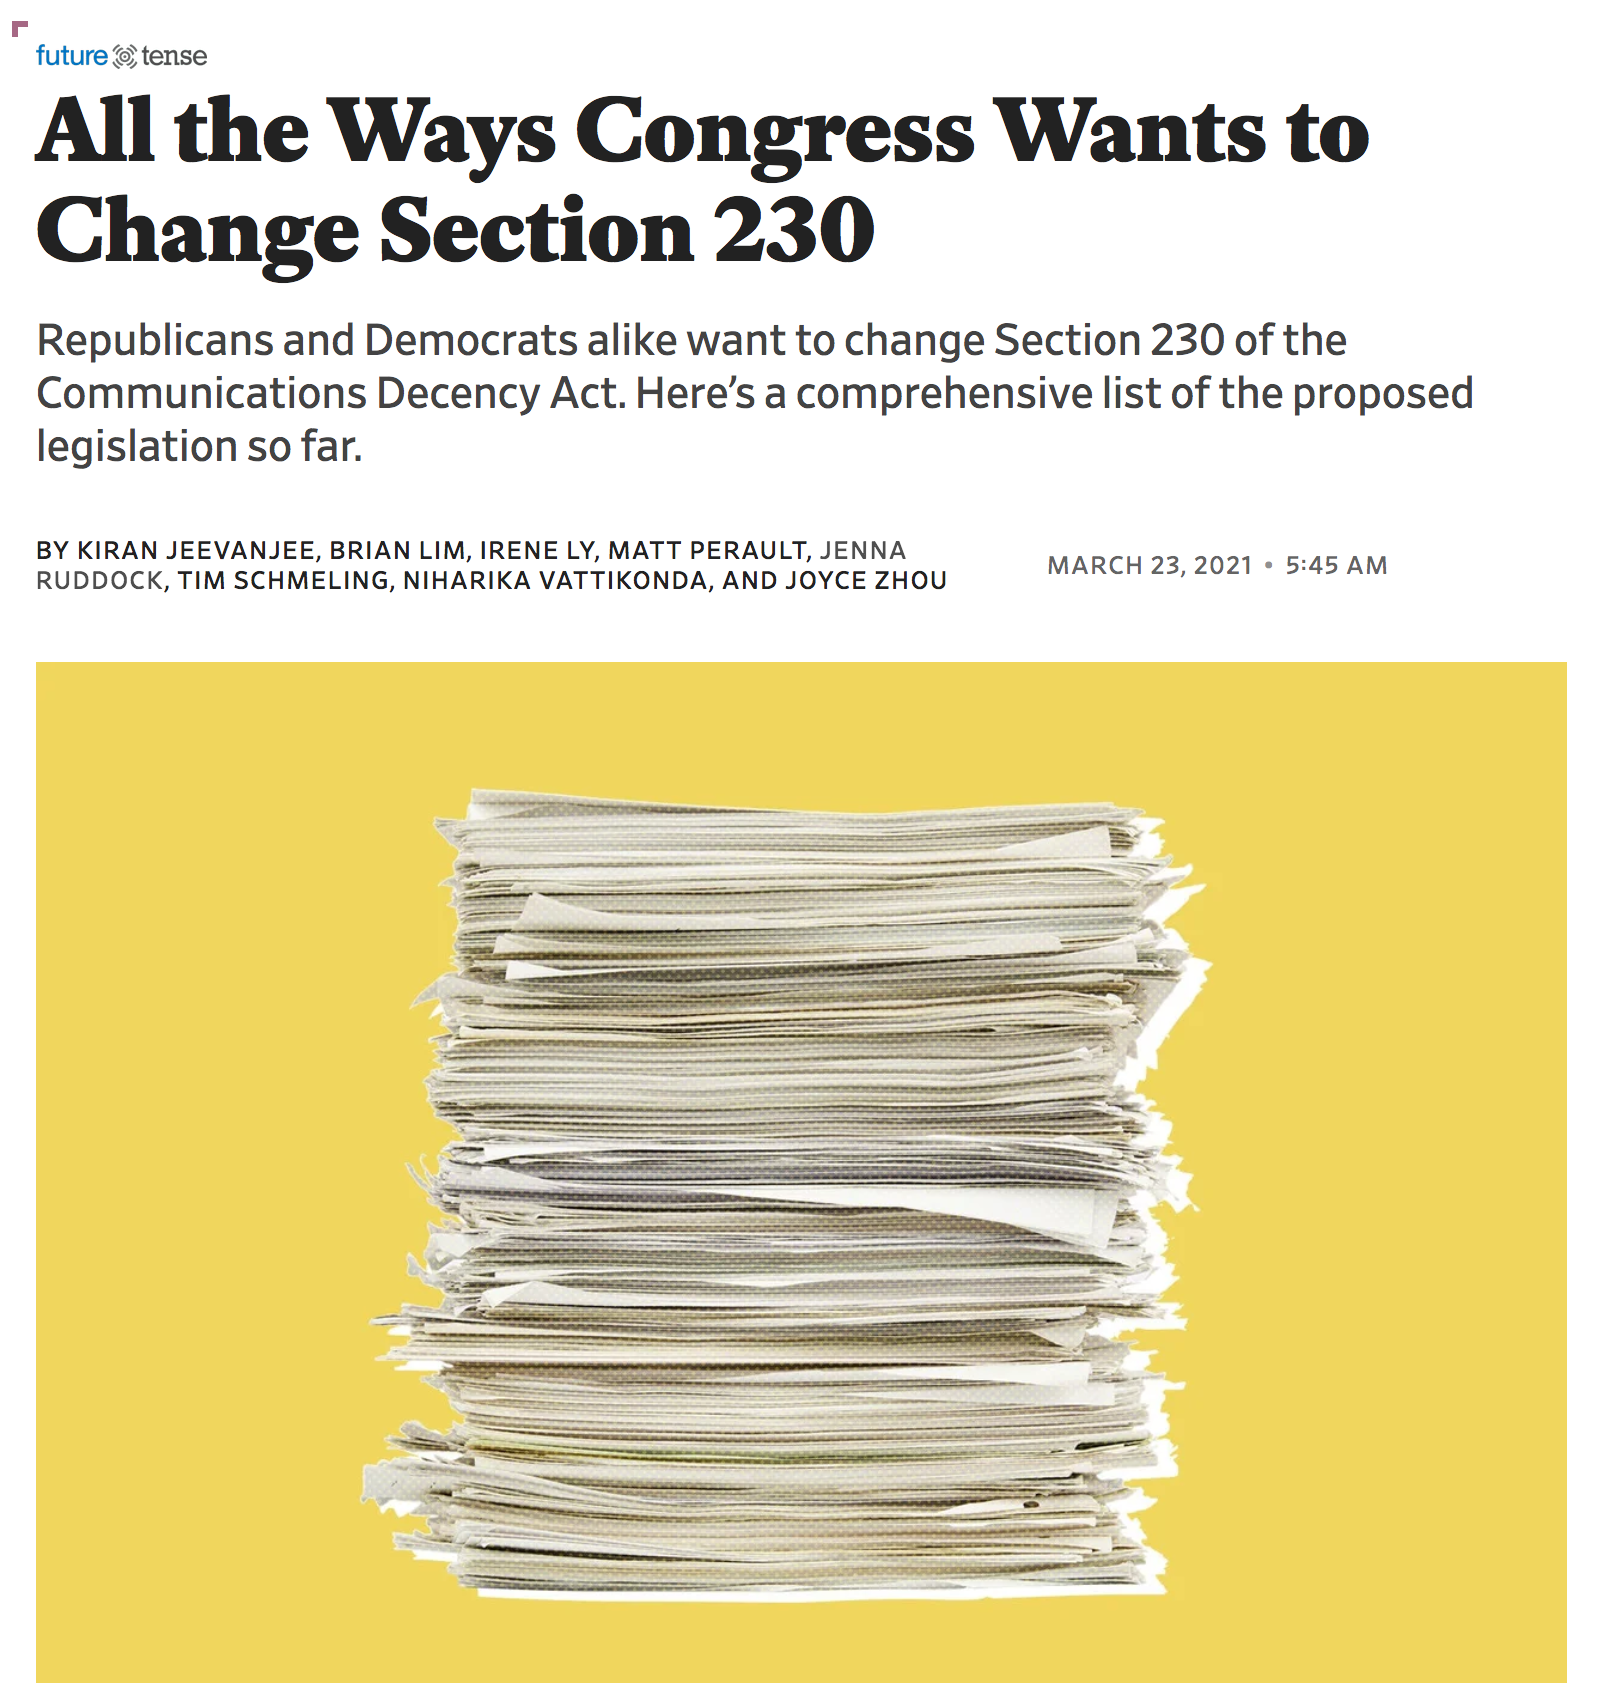 future tense
All the Ways Congress Wants to
Change Section 230
Republicans and Democrats alike want to change Section 230 of the
Communications Decency Act. Here’s a comprehensive list of the proposed
legislation so far.
BY KIRAN JEEVANJEE, BRIAN LIM, IRENE LY, MATT PERAULT, JENNA
RUDDOCK, TIM SCHMELING, NIHARIKA VATTIKONDA, AND JOYCE ZHOU
MARCH 23, 2021 • 5:45 AM